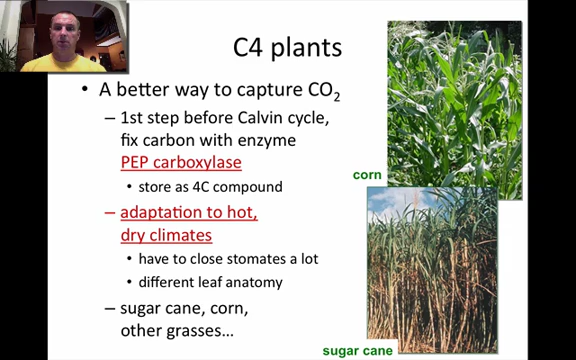 C4 plants
• A better way to capture CO₂
– 1st step before Calvin cycle,
fix carbon with enzyme
PEP carboxylase
• store as 4C compound
– adaptation to hot,
dry climates
• have to close stomates a lot
• different leaf anatomy
– sugar cane, corn,
other grasses…
corn
sugar cane